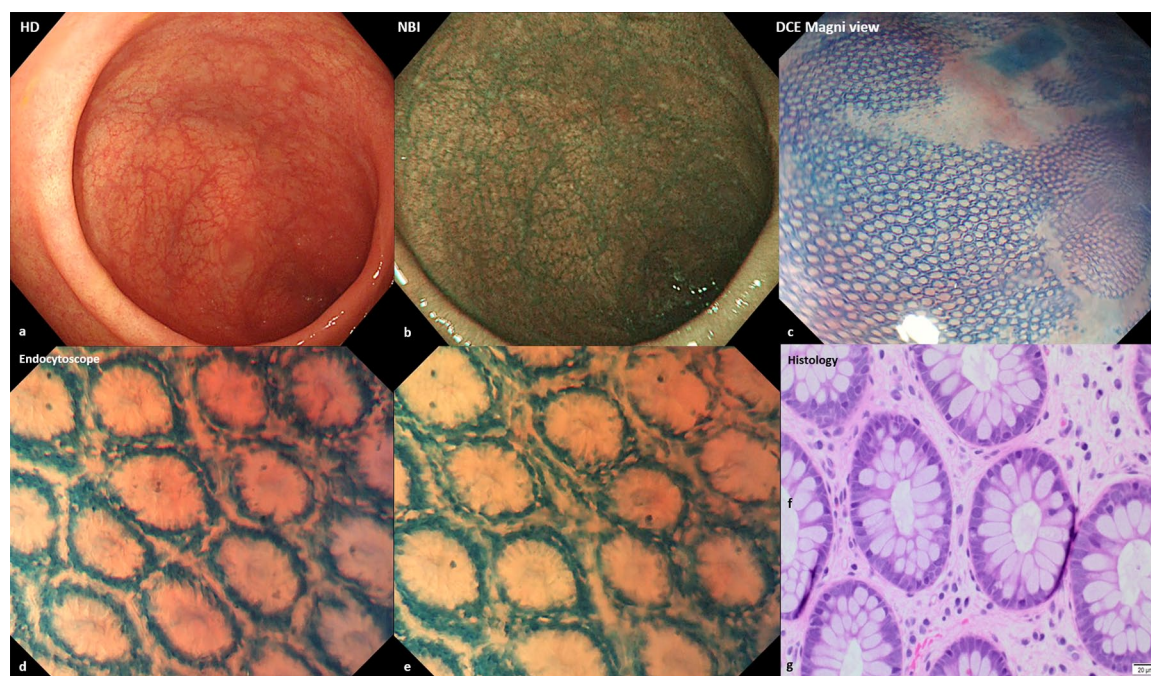 HD
NBI
DCE Magni view
a
b
c
Endocytoscope
Histology
f
d
e
g
20 µm